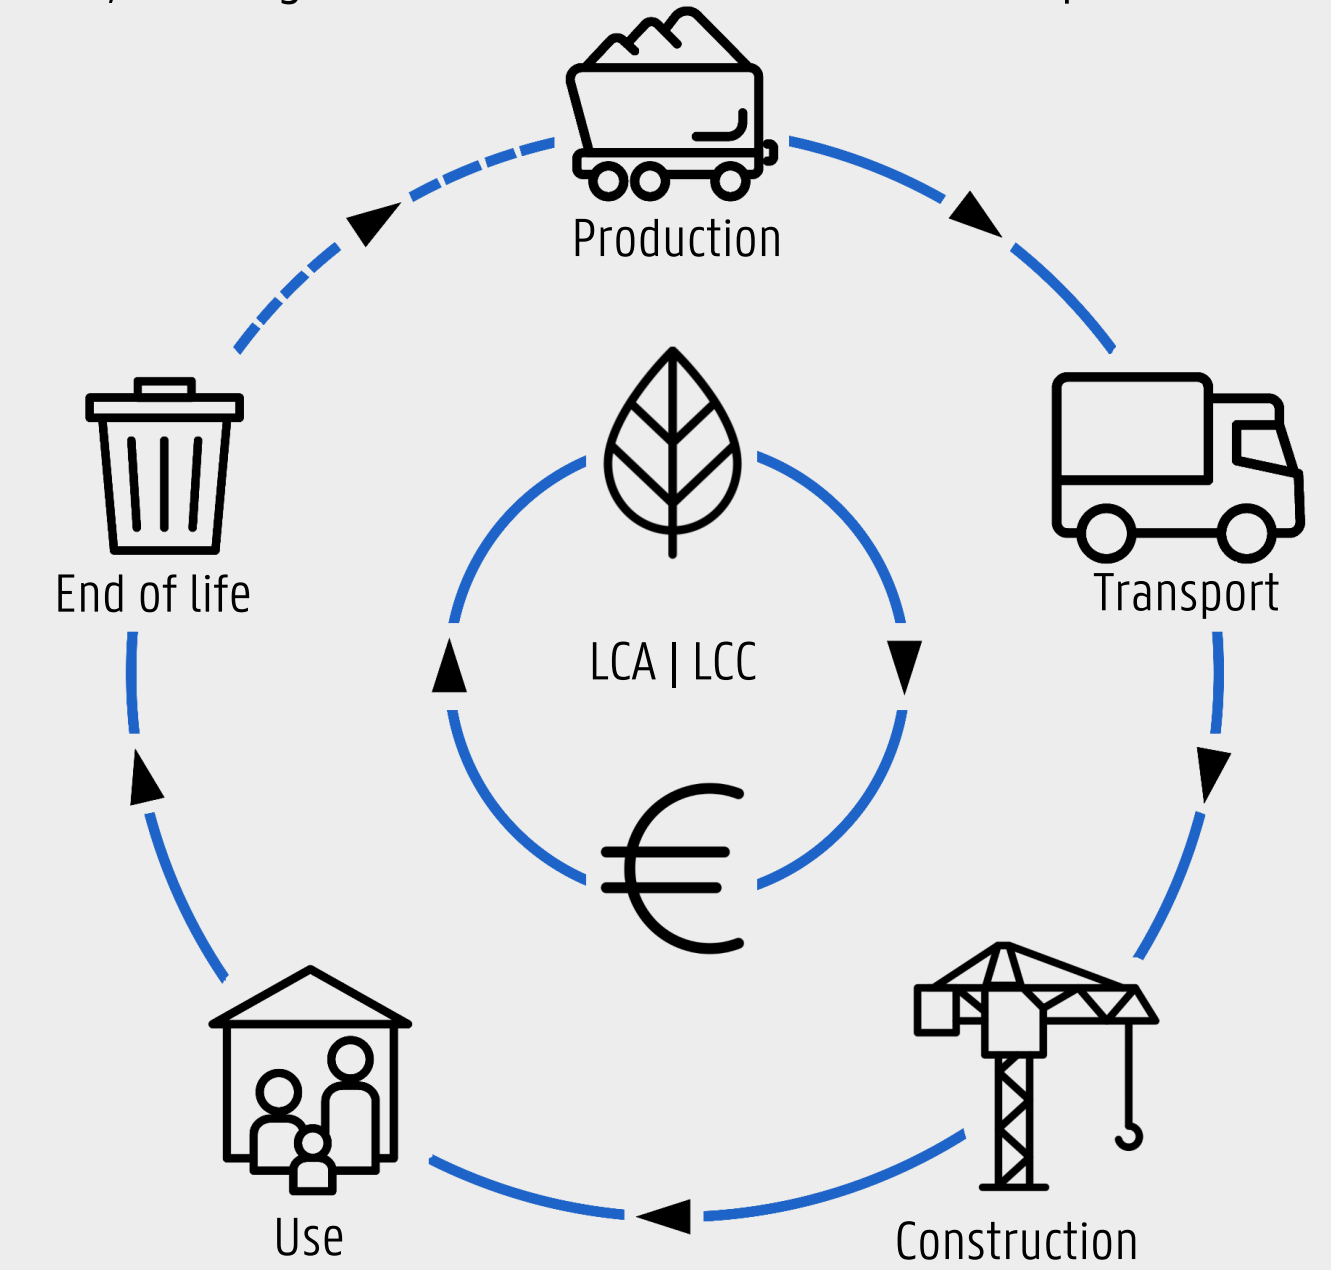 Production
End of life
Transport
LCA | LCC
Use
Construction